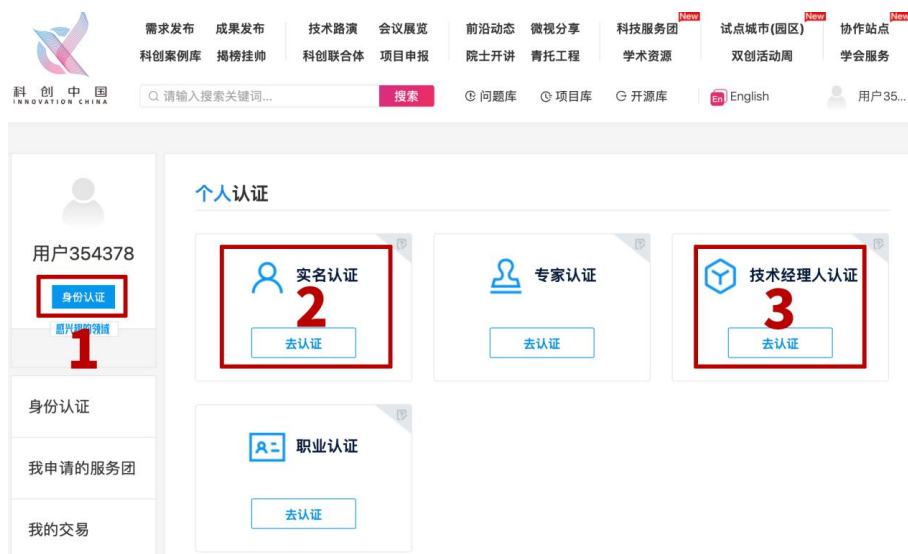 需求发布 成果发布 技术路演 会议展览 前沿动态 微视分享 科技服务团 New 试点城市(园区) New 协作站点 New
科创案例库 揭榜挂帅 科创联合体 项目申报 院士开讲 青托工程 学术资源 双创活动周 学会服务
科创中国
INNOVATION CHINA
请输入搜索关键词... 搜索 问题库 项目库 开源库 En English 用户35...
个人认证
用户354378
身份认证
感兴趣的领域
1
实名认证
2
去认证
专家认证
去认证
技术经理人认证
3
去认证
身份认证
我申请的服务团
我的交易
职业认证
去认证